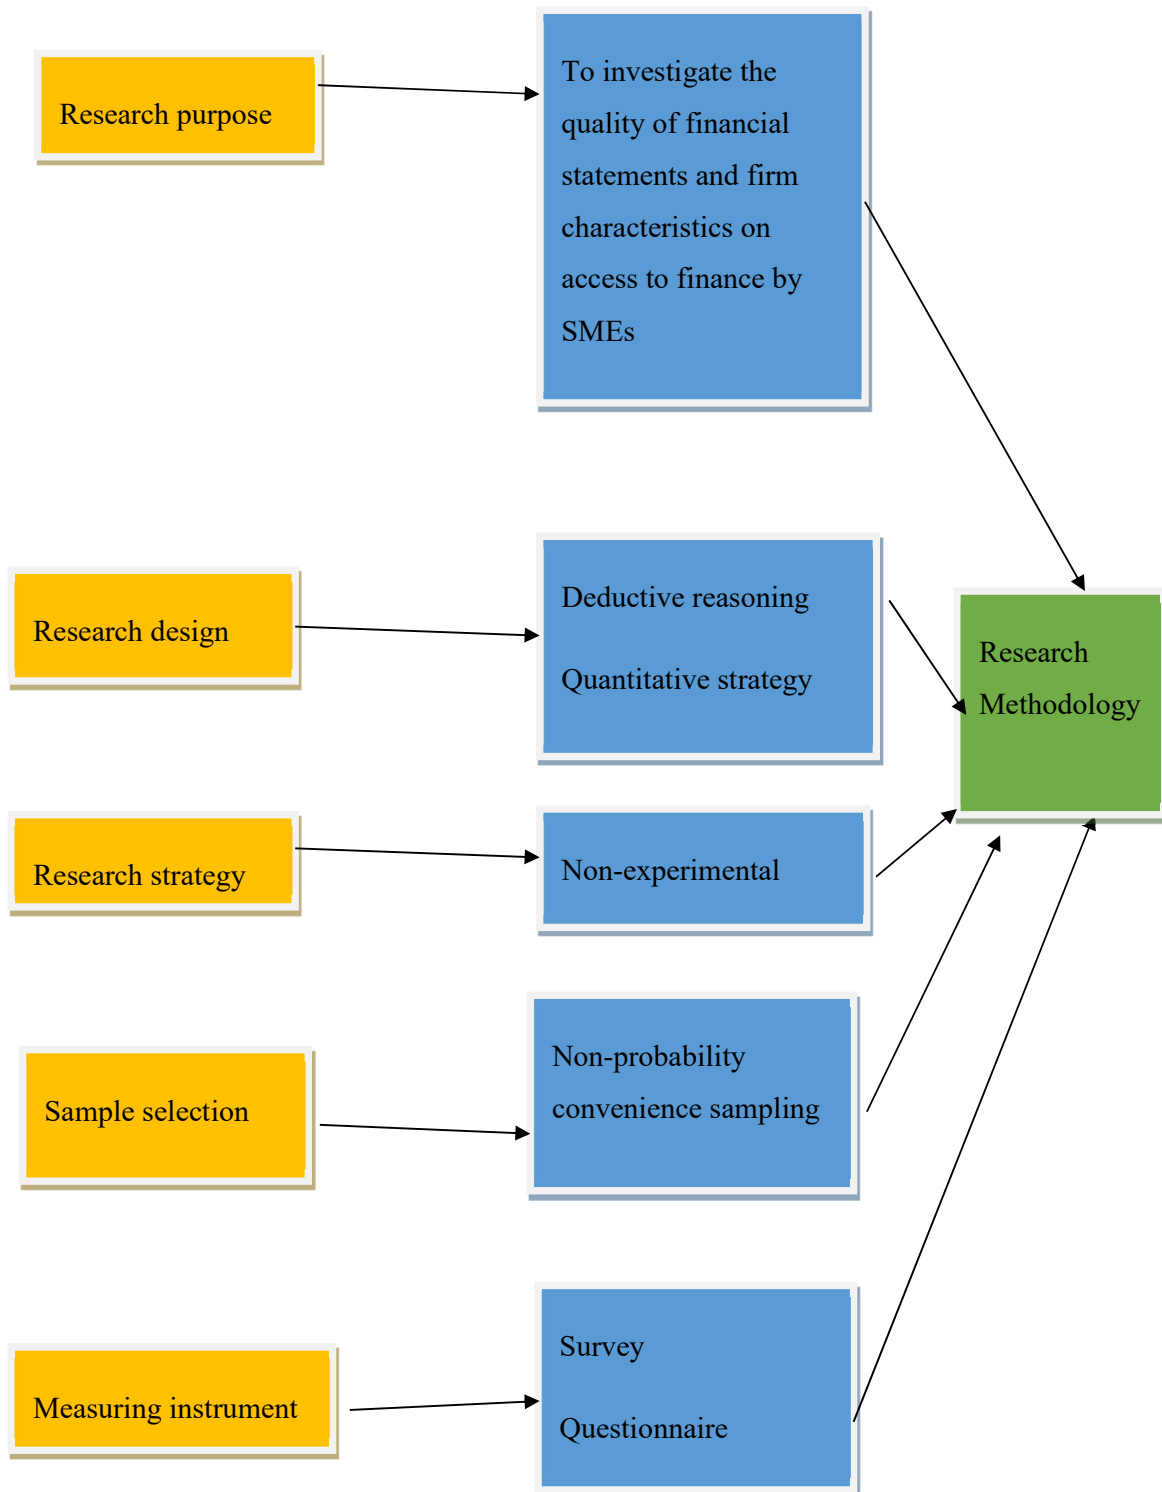 Research purpose
To investigate the
quality of financial
statements and firm
characteristics on
access to finance by
SMEs
Research design
Deductive reasoning
Quantitative strategy
Research
Methodology
Research strategy
Non-experimental
Sample selection
Non-probability
convenience sampling
Measuring instrument
Survey
Questionnaire